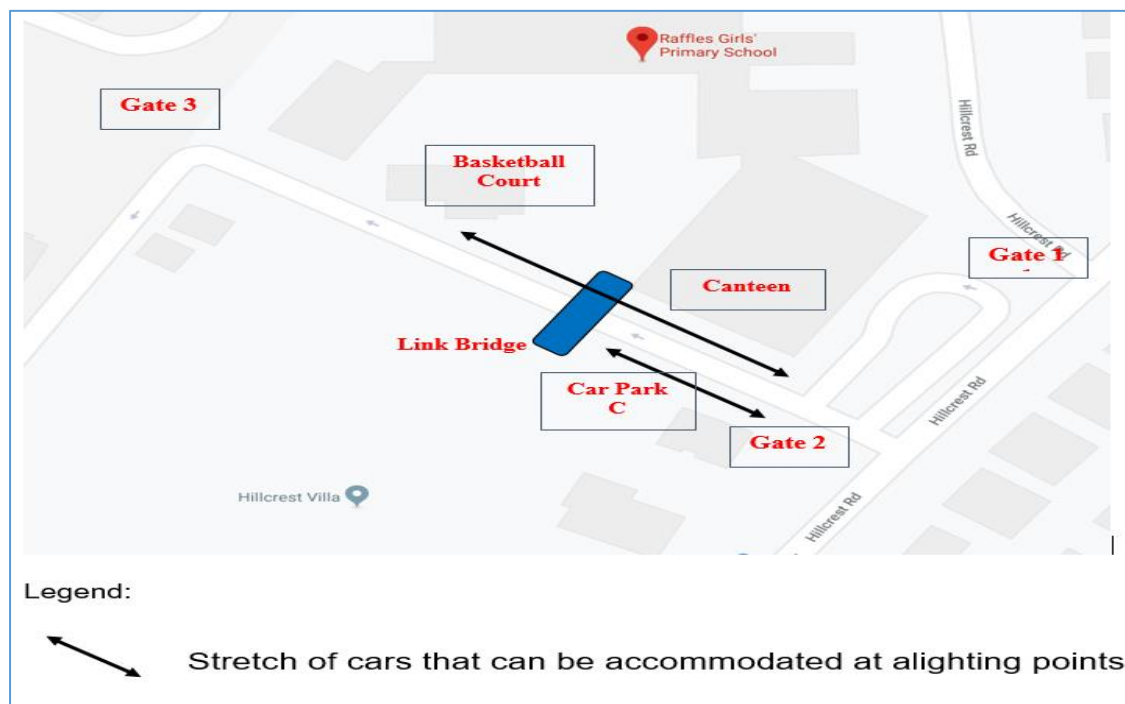 Raffles Girls'
Primary School
Gate 3
Hillcrest Rd
Basketball
Court
Hillcrest Rd
Gate 1
Canteen
Link Bridge
Car Park
C
Hillcrest Rd
Gate 2
Hillcrest Villa
Hillcrest Rd
Legend:
Stretch of cars that can be accommodated at alighting points